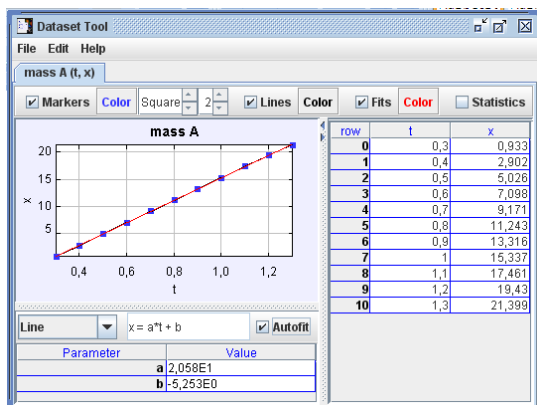 Dataset Tool
File Edit Help
mass A (t, x)
Markers Color Square 2 Lines Color Fits Color Statistics
mass A
20
15
10
5
x
0,4 0,6 0,8 1,0 1,2
t
Line x = a*t + b Autofit
Parameter Value
a 2,058E1
b -5,253E0
row t x
0 0,3 0,933
1 0,4 2,902
2 0,5 5,026
3 0,6 7,098
4 0,7 9,171
5 0,8 11,243
6 0,9 13,316
7 1 15,337
8 1,1 17,461
9 1,2 19,43
10 1,3 21,399